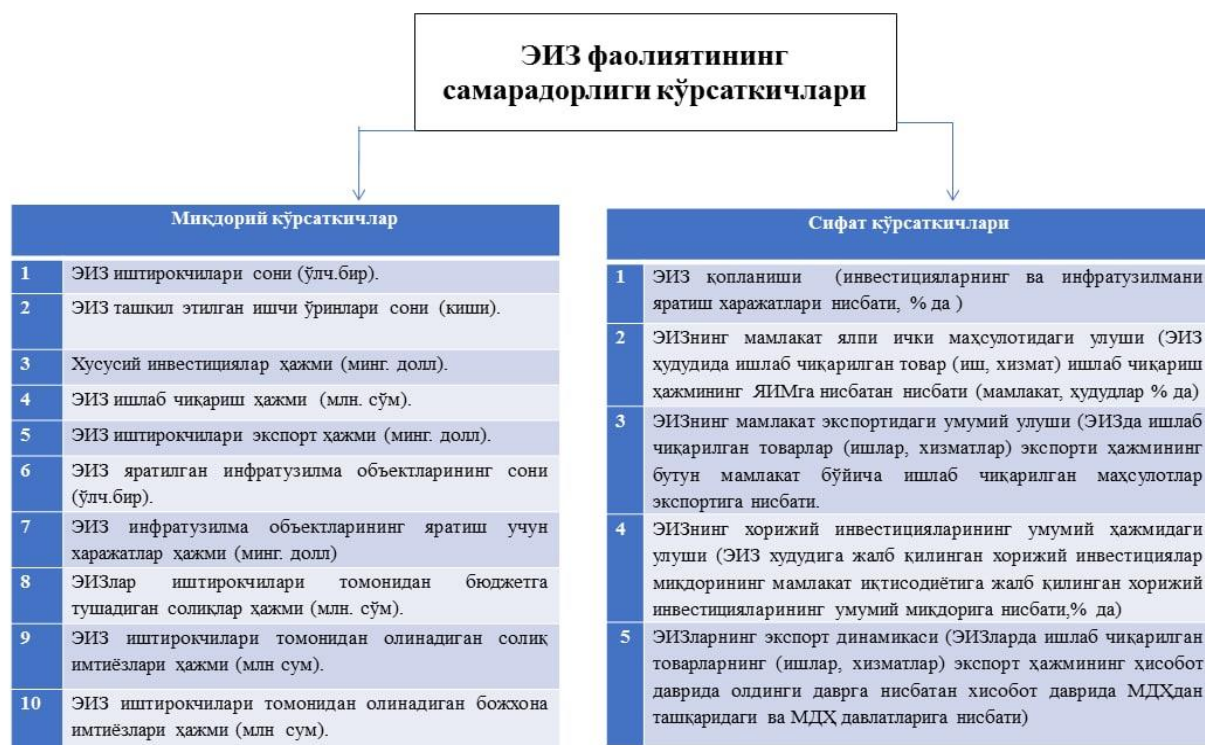 ЭИЗ фаолиятининг
самарадорлиги кўрсаткичлари
Миқдорий кўрсаткичлар
1 ЭИЗ иштирокчилари сони (ўлч.бир).
2 ЭИЗ ташкил этилган ишчи ўринлари сони (киши).
3 Хусусий инвестициялар ҳажми (минг. долл).
4 ЭИЗ ишлаб чиқариш ҳажми (млн. сўм).
5 ЭИЗ иштирокчилари экспорт ҳажми (минг. долл).
6 ЭИЗ яратилган инфратузилма объектларининг сони
(ўлч.бир).
7 ЭИЗ инфратузилма объектларининг яратиш учун
харажатлар ҳажми (минг. долл)
8 ЭИЗлар иштирокчилари томонидан бюджетга
тушадиган солиқлар ҳажми (млн. сўм).
9 ЭИЗ иштирокчилари томонидан олинадиган солиқ
имтиёзлари ҳажми (млн сум).
10 ЭИЗ иштирокчилари томонидан олинадиган божхона
имтиёзлари ҳажми (млн сум).
Сифат кўрсаткичлари
1 ЭИЗ қопланиши (инвестицияларнинг ва инфратузилмани
яратиш харажатлари нисбати, % да )
2 ЭИЗнинг мамлакат ялпи ички маҳсулотидаги улуши (ЭИЗ
ҳудудида ишлаб чиқарилган товар (иш, хизмат) ишлаб чиқариш
ҳажмининг ЯИМга нисбатан нисбати (мамлакат, ҳудудлар % да)
3 ЭИЗнинг мамлакат экспортидаги умумий улуши (ЭИЗда ишлаб
чиқарилган товарлар (ишлар, хизматлар) экспорти ҳажмининг
бутун мамлакат бўйича ишлаб чиқарилган маҳсулотлар
экспортига нисбати.
4 ЭИЗнинг хорижий инвестицияларининг умумий ҳажмидаги
улуши (ЭИЗ худудига жалб қилинган хорижий инвестициялар
миқдорининг мамлакат иқтисодиётига жалб қилинган хорижий
инвестицияларининг умумий миқдорига нисбати,% да)
5 ЭИЗларнинг экспорт динамикаси (ЭИЗларда ишлаб чиқарилган
товарларнинг (ишлар, хизматлар) экспорт ҳажмининг ҳисобот
даврида олдинги даврга нисбатан хисобот даврида МДҲдан
ташқаридаги ва МДҲ давлатларига нисбати)